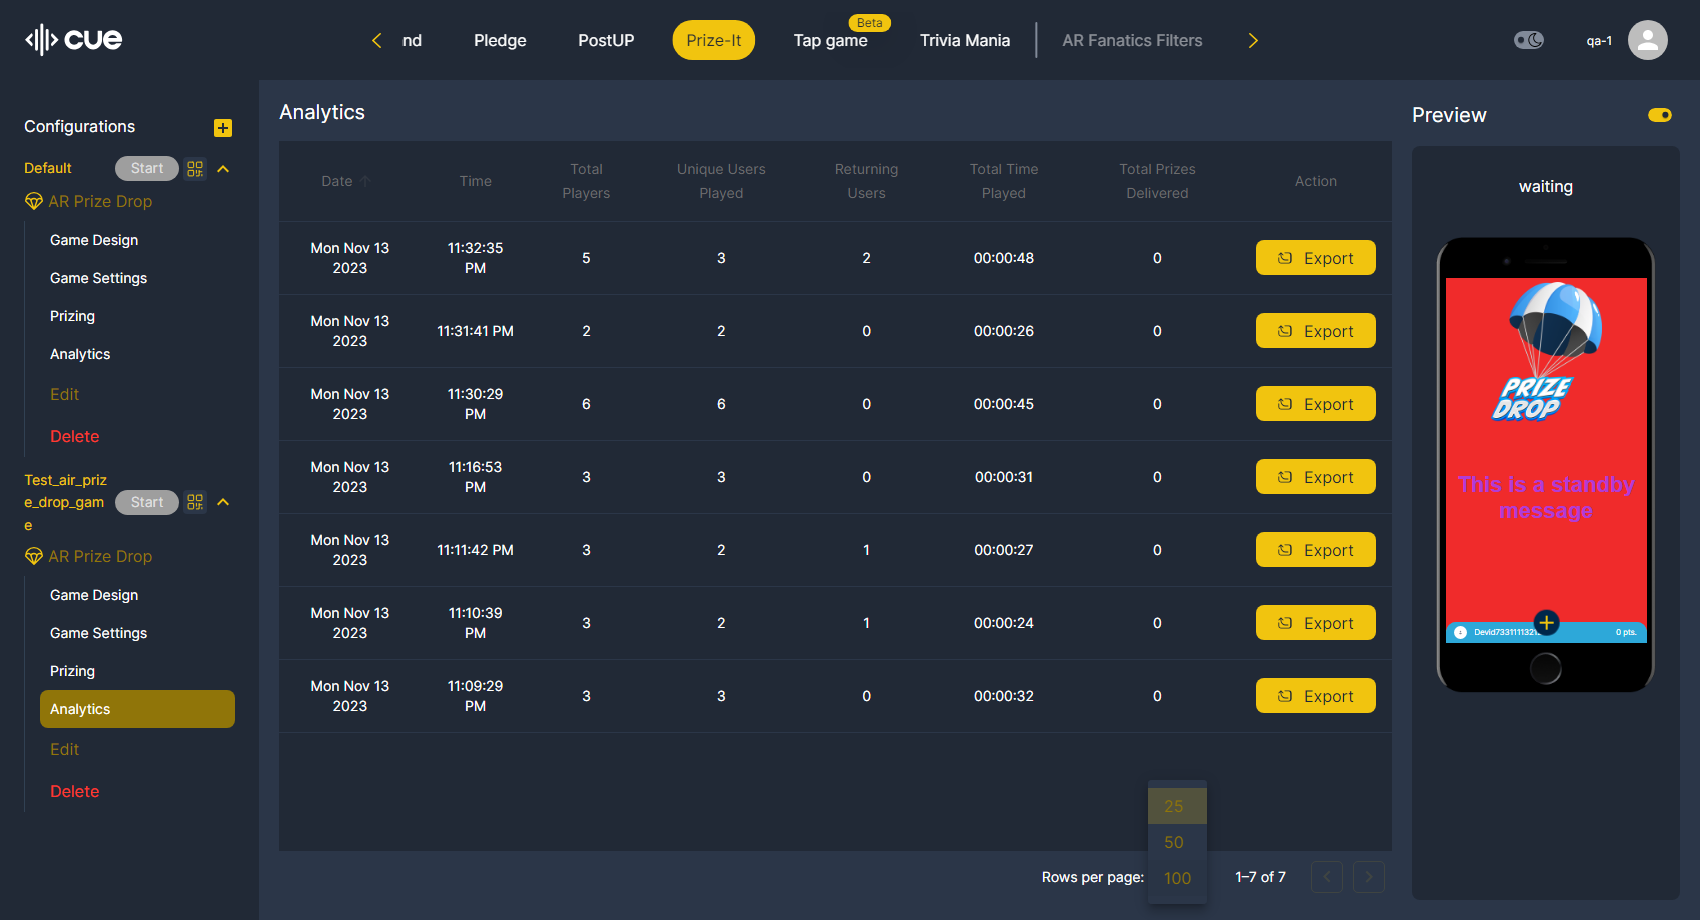 cue
nd
Pledge
PostUP
Prize-It
Beta
Tap game
Trivia Mania
AR Fanatics Filters
qa-1
Configurations
Default
Start
AR Prize Drop
Game Design
Game Settings
Prizing
Analytics
Edit
Delete
Test_air_priz
e_drop_gam
e
Start
AR Prize Drop
Game Design
Game Settings
Prizing
Analytics
Edit
Delete
Analytics
Date
Time
Total
Players
Unique Users
Played
Returning
Users
Total Time
Played
Total Prizes
Delivered
Action
Mon Nov 13
2023
11:32:35
PM
5
3
2
00:00:48
0
Export
Mon Nov 13
2023
11:31:41 PM
2
2
0
00:00:26
0
Export
Mon Nov 13
2023
11:30:29
PM
6
6
0
00:00:45
0
Export
Mon Nov 13
2023
11:16:53
PM
3
3
0
00:00:31
0
Export
Mon Nov 13
2023
11:11:42 PM
3
2
1
00:00:27
0
Export
Mon Nov 13
2023
11:10:39
PM
3
2
1
00:00:24
0
Export
Mon Nov 13
2023
11:09:29
PM
3
3
0
00:00:32
0
Export
25
50
100
Rows per page:
1–7 of 7
Preview
waiting
PRIZE
DROP
This is a standby
message
0 pts.